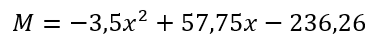 M = −3,5x² + 57,75x − 236,26